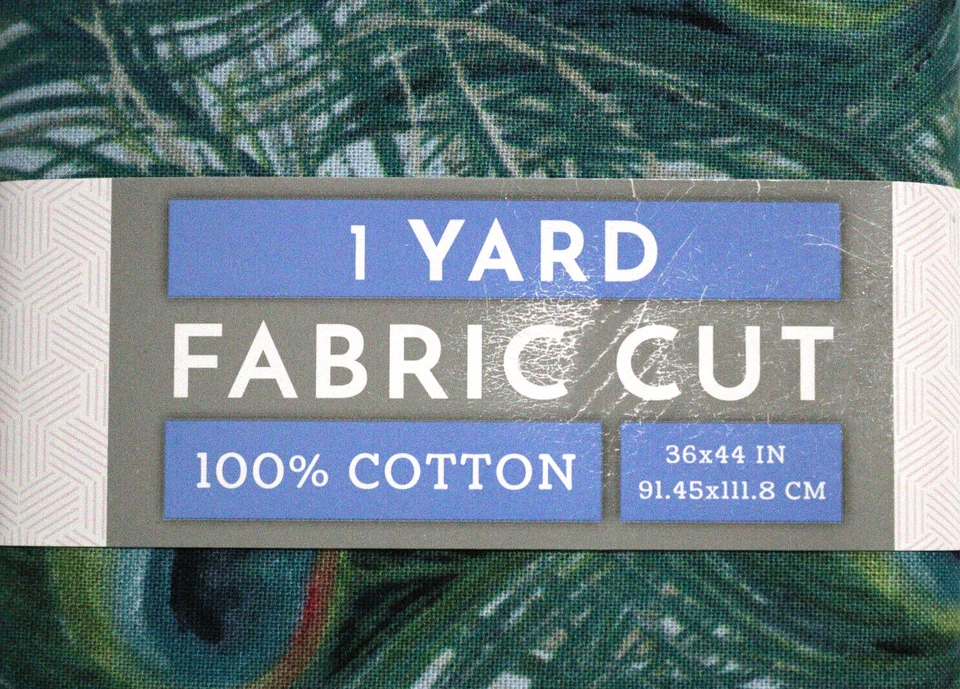 1 YARD
FABRIC CUT
100% COTTON
36x44 IN
91.45x111.8 CM